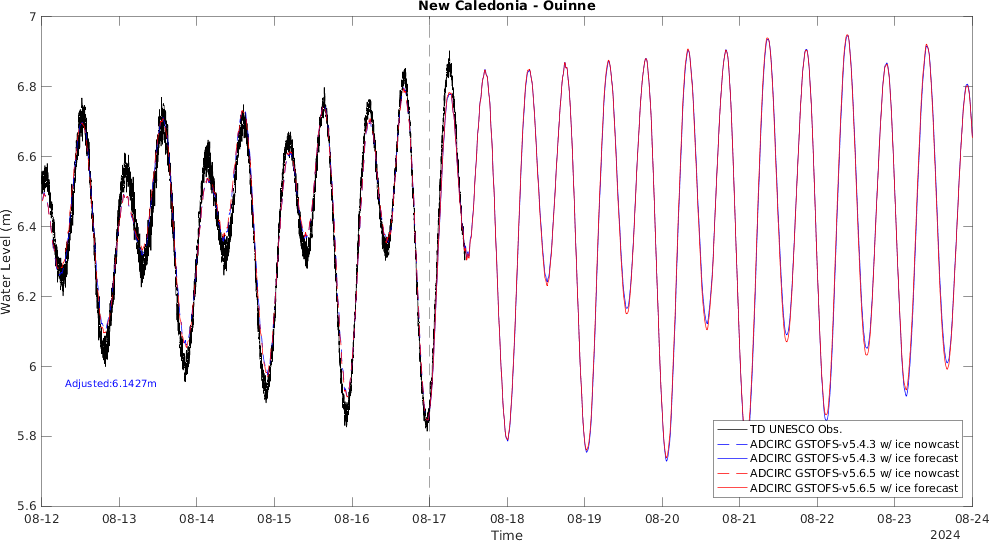 New Caledonia - Ouinne
7
6.8
6.6
6.4
6.2
6
5.8
5.6
Water Level (m)
Adjusted:6.1427m
TD UNESCO Obs.
ADCIRC GSTOFS-v5.4.3 w/ ice nowcast
ADCIRC GSTOFS-v5.4.3 w/ ice forecast
ADCIRC GSTOFS-v5.6.5 w/ ice nowcast
ADCIRC GSTOFS-v5.6.5 w/ ice forecast
08-12 08-13 08-14 08-15 08-16 08-17 08-18 08-19 08-20 08-21 08-22 08-23 08-24
Time
2024